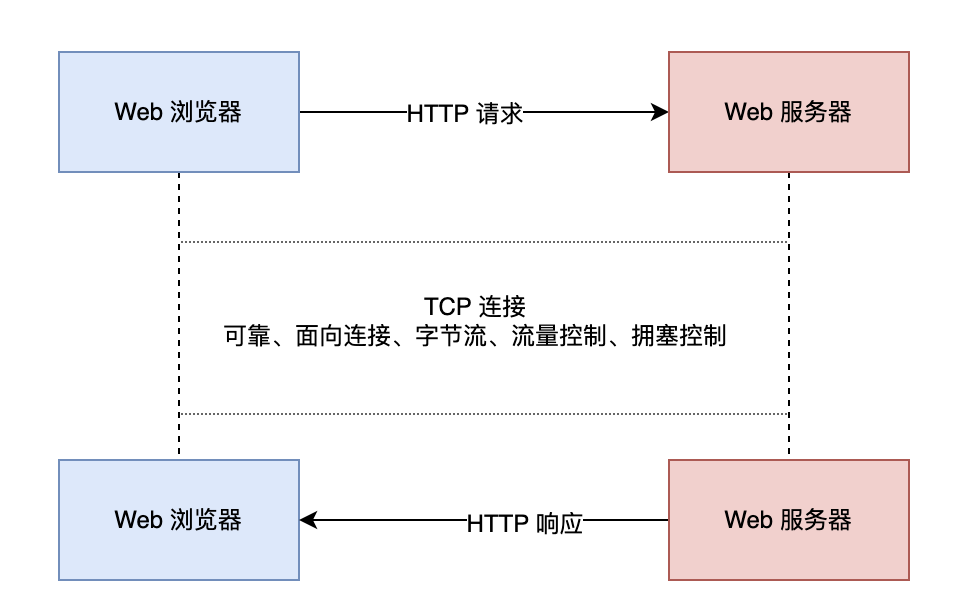 Web 浏览器
HTTP 请求
Web 服务器
TCP 连接
可靠、面向连接、字节流、流量控制、拥塞控制
Web 浏览器
HTTP 响应
Web 服务器